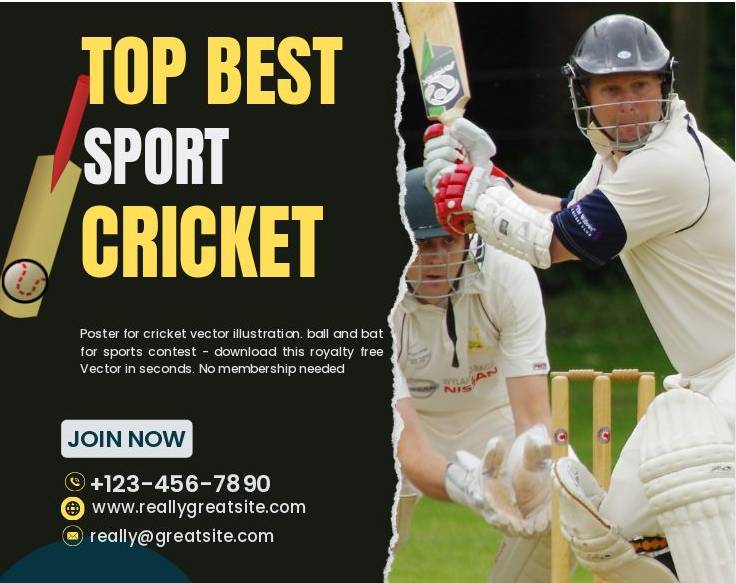 TOP BEST
SPORT
CRICKET
Poster for cricket vector illustration. ball and bat
for sports contest - download this royalty free
Vector in seconds. No membership needed
JOIN NOW
+123-456-7890
www.reallygreatsite.com
really@greatsite.com
NISSAN